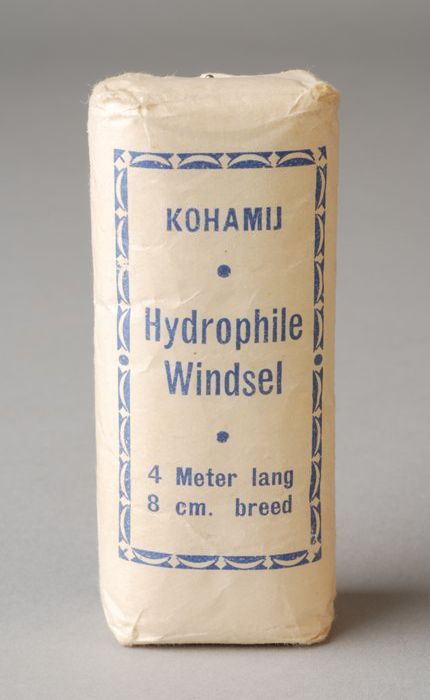 KOHAMIJ
Hydrophile
Windsel
4 Meter lang
8 cm. breed